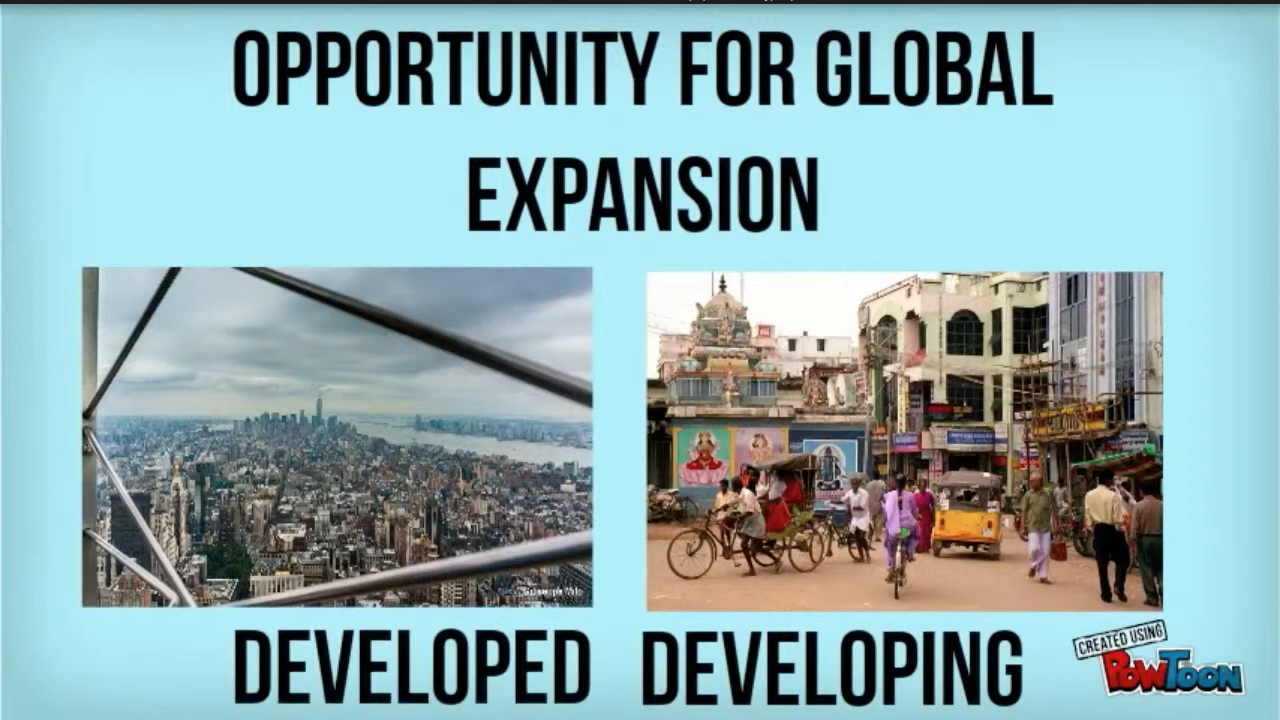 OPPORTUNITY FOR GLOBAL
EXPANSION
DEVELOPED DEVELOPING
CREATED USING
POWTOON